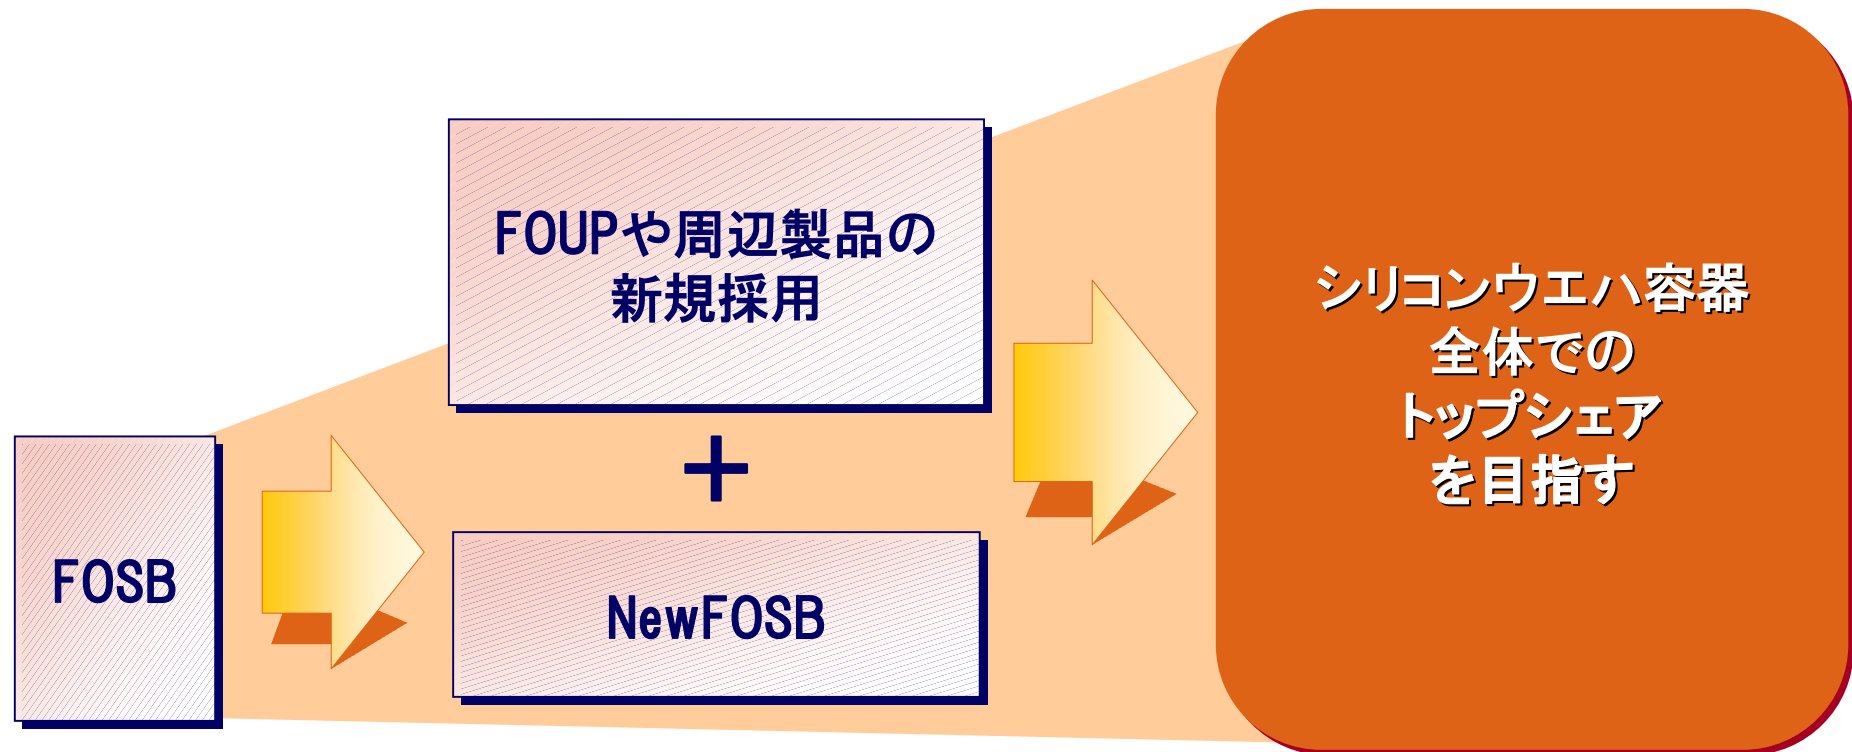 FOSB
FOUPや周辺製品の
新規採用
+
NewFOSB
シリコンウエハ容器
全体での
トップシェア
を目指す